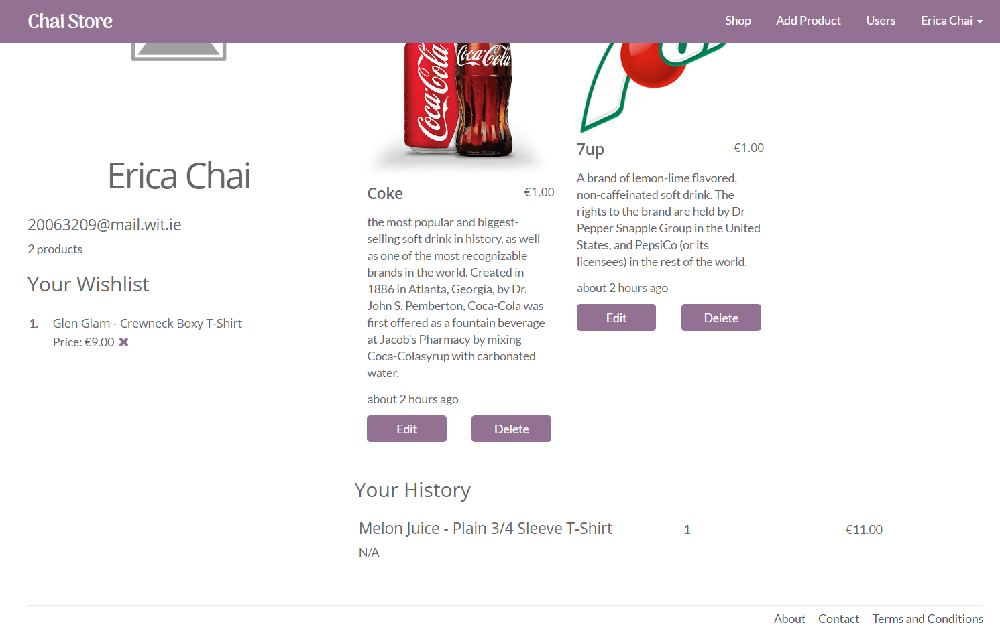 Chai Store
Shop
Add Product
Users
Erica Chai
Coca-Cola
Coca-Cola
Erica Chai
20063209@mail.wit.ie
2 products
Your Wishlist
1. Glen Glam - Crewneck Boxy T-Shirt
Price: €9.00
Coke €1.00
the most popular and biggest-
selling soft drink in history, as well
as one of the most recognizable
brands in the world. Created in
1886 in Atlanta, Georgia, by Dr.
John S. Pemberton, Coca-Cola was
first offered as a fountain beverage
at Jacob's Pharmacy by mixing
Coca-Colasyrup with carbonated
water.
about 2 hours ago
Edit
Delete
7up €1.00
A brand of lemon-lime flavored,
non-caffeinated soft drink. The
rights to the brand are held by Dr
Pepper Snapple Group in the United
States, and PepsiCo (or its
licensees) in the rest of the world.
about 2 hours ago
Edit
Delete
Your History
Melon Juice - Plain 3/4 Sleeve T-Shirt 1 €11.00
N/A
About
Contact
Terms and Conditions